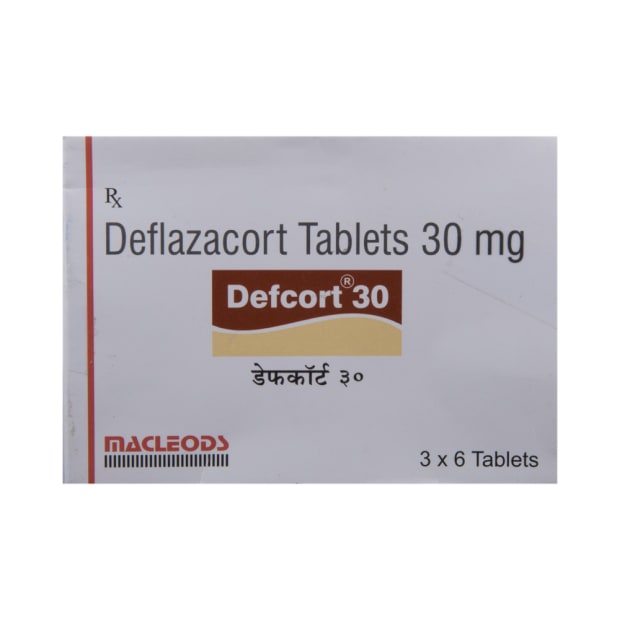 Rx
Deflazacort Tablets 30 mg
Defcort® 30
डेफकॉर्ट ३०
MACLEODS
3 x 6 Tablets